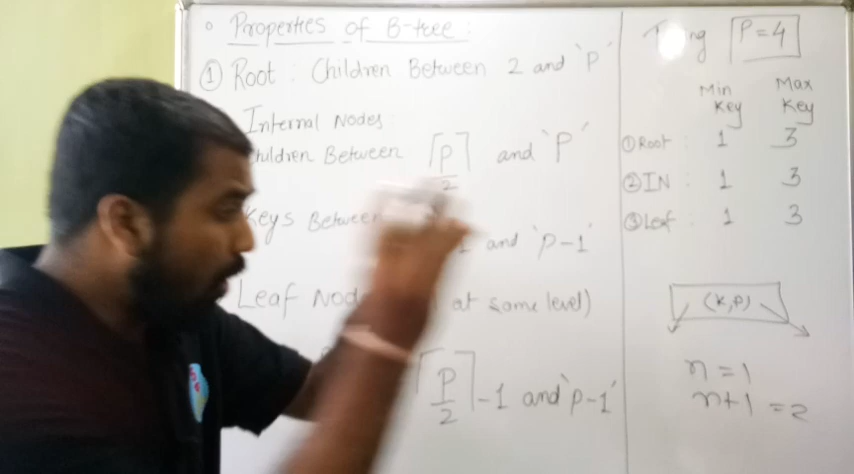 Properties of B-tree:
① Root: Children Between 2 and 'P'
Internal Nodes:
Children Between ⌈P/2⌉ and 'P'
Keys Between 1 and 'P-1'
Leaf at same level)
⌈P/2⌉-1 and 'P-1'
P=4
Min Key Max Key
① Root: 1 3
② IN: 1 3
③ Leaf: 1 3
(K,P)
n=1
n+1 =2